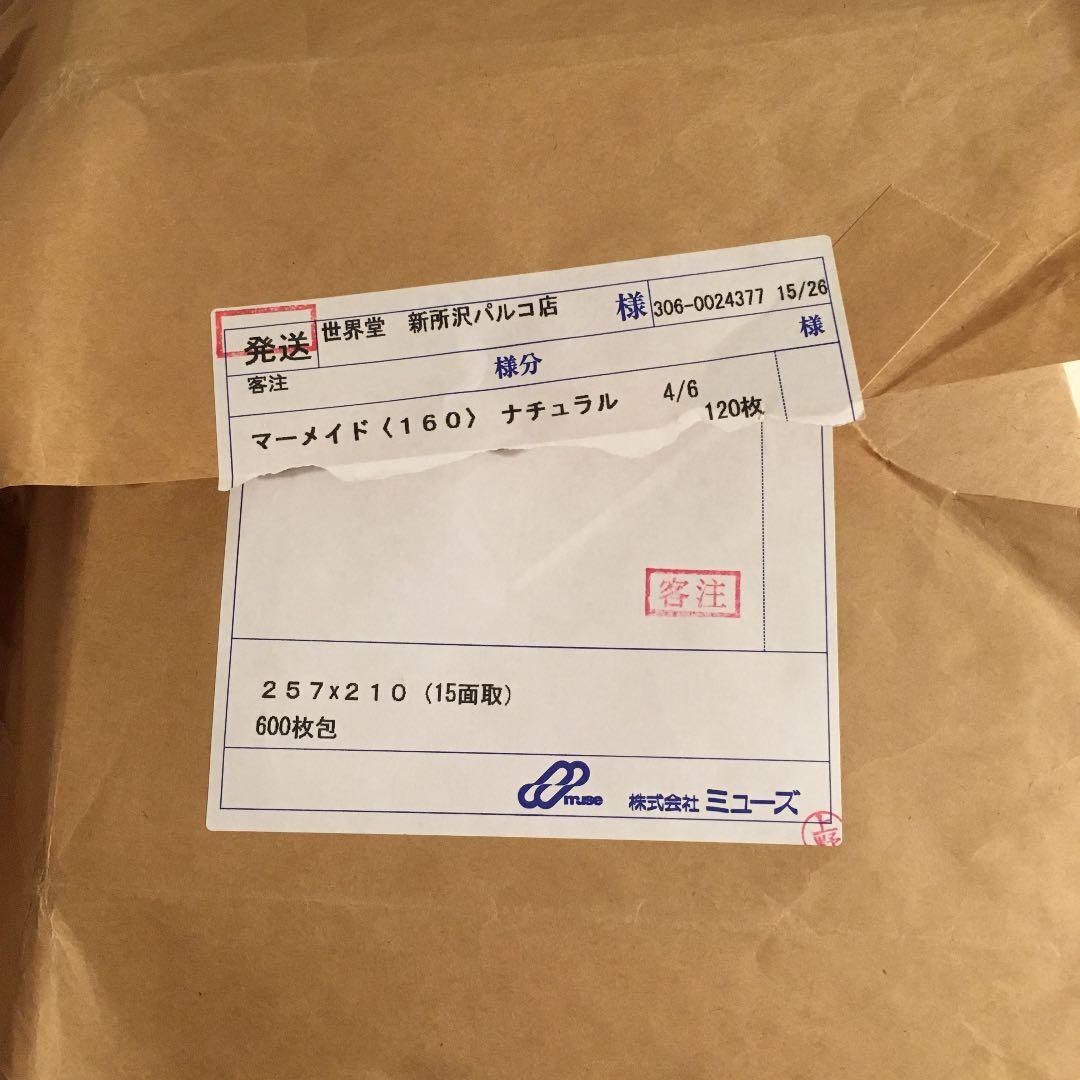 発送 世界堂 新所沢パルコ店 様 306-0024377 15/26
客注 様分 様
マーメイド〈１６０〉 ナチュラル 4/6 120枚
客注
２５７x２１０ (15面取)
600枚包
muse 株式会社ミューズ
上野